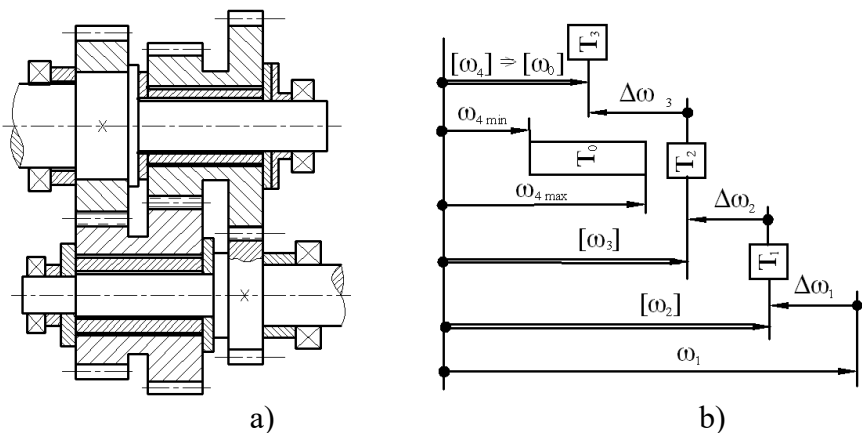 T₃
[ω₄] ⇒ [ω₀]
Δω ₃
ω₄ min
T₀
T₂
ω₄ max
Δω₂
[ω₃]
T₁
Δω₁
[ω₂]
ω₁
a) b)